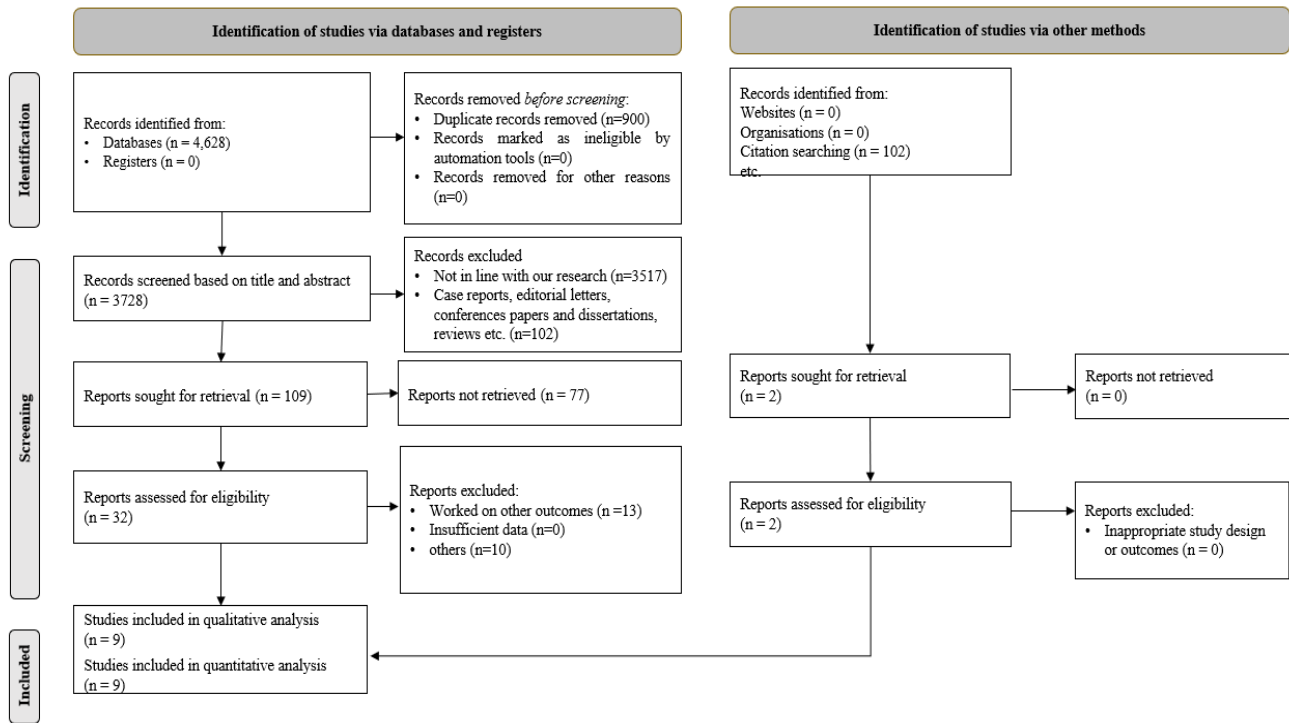 Identification of studies via databases and registers
Identification of studies via other methods
Identification
Records identified from:
• Databases (n = 4,628)
• Registers (n = 0)
Records removed before screening:
• Duplicate records removed (n=900)
• Records marked as ineligible by
automation tools (n=0)
• Records removed for other reasons
(n=0)
Records identified from:
Websites (n = 0)
Organisations (n = 0)
Citation searching (n = 102)
etc.
Screening
Records screened based on title and abstract
(n = 3728)
Records excluded
• Not in line with our research (n=3517)
• Case reports, editorial letters,
conferences papers and dissertations,
reviews etc. (n=102)
Reports sought for retrieval (n = 109)
Reports not retrieved (n = 77)
Reports sought for retrieval
(n = 2)
Reports not retrieved
(n = 0)
Reports assessed for eligibility
(n = 32)
Reports excluded:
• Worked on other outcomes (n =13)
• Insufficient data (n=0)
• others (n=10)
Reports assessed for eligibility
(n = 2)
Reports excluded:
• Inappropriate study design
or outcomes (n = 0)
Included
Studies included in qualitative analysis
(n = 9)
Studies included in quantitative analysis
(n = 9)